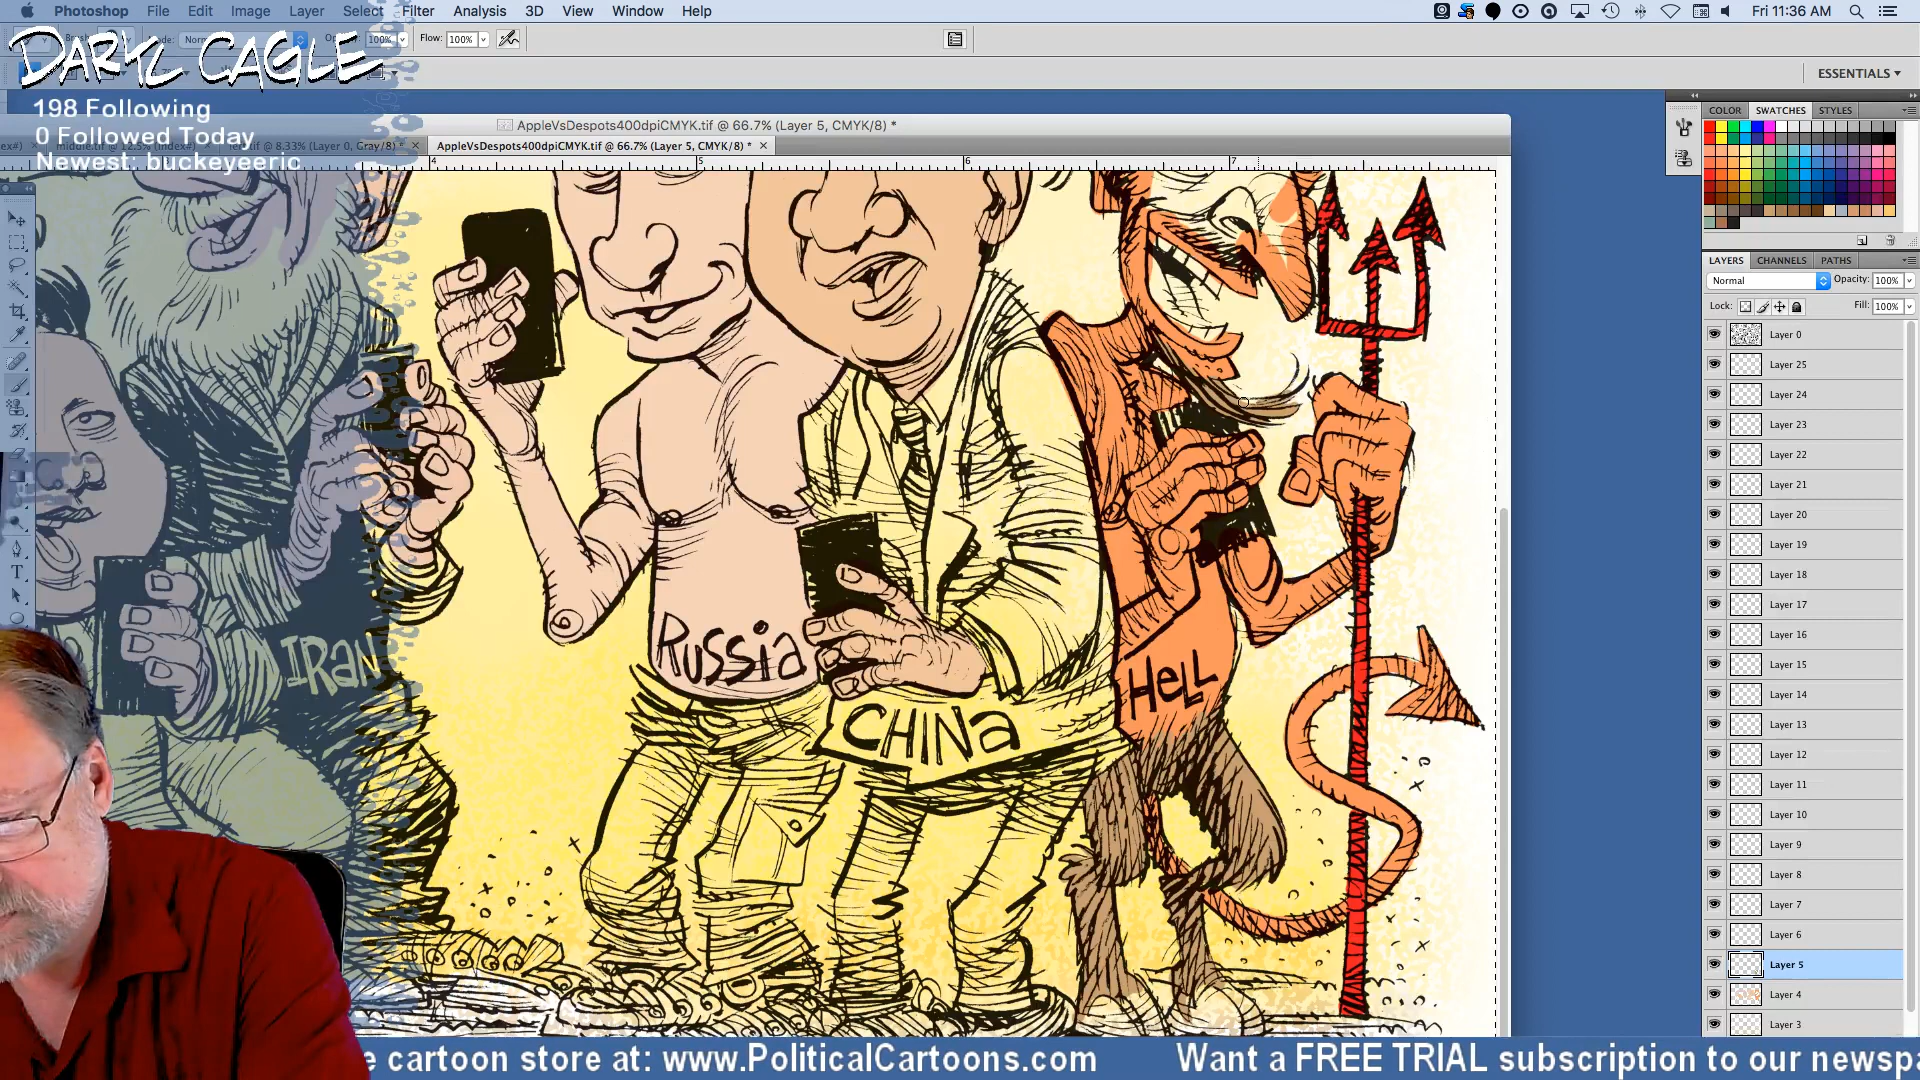 Photoshop File Edit Image Layer Select Filter Analysis 3D View Window Help
Fri 11:36 AM
Flow: 100%
DARYL CAGLE
ESSENTIALS
198 Following
0 Followed Today
Newest: buckeyeeric
AppleVsDespots400dpiCMYK.tif @ 66.7% (Layer 5, CMYK/8) *
AppleVsDespots400dpiCMYK.tif @ 66.7% (Layer 5, CMYK/8) *
4 5 6 7
COLOR SWATCHES STYLES
LAYERS CHANNELS PATHS
Normal Opacity: 100%
Lock: Fill: 100%
Layer 0
Layer 25
Layer 24
Layer 23
Layer 22
Layer 21
Layer 20
Layer 19
Layer 18
Layer 17
Layer 16
Layer 15
Layer 14
Layer 13
Layer 12
Layer 11
Layer 10
Layer 9
Layer 8
Layer 7
Layer 6
Layer 5
Layer 4
Layer 3
IRAN
RUSSIA
CHINA
HELL
e cartoon store at: www.PoliticalCartoons.com Want a FREE TRIAL subscription to our newspa